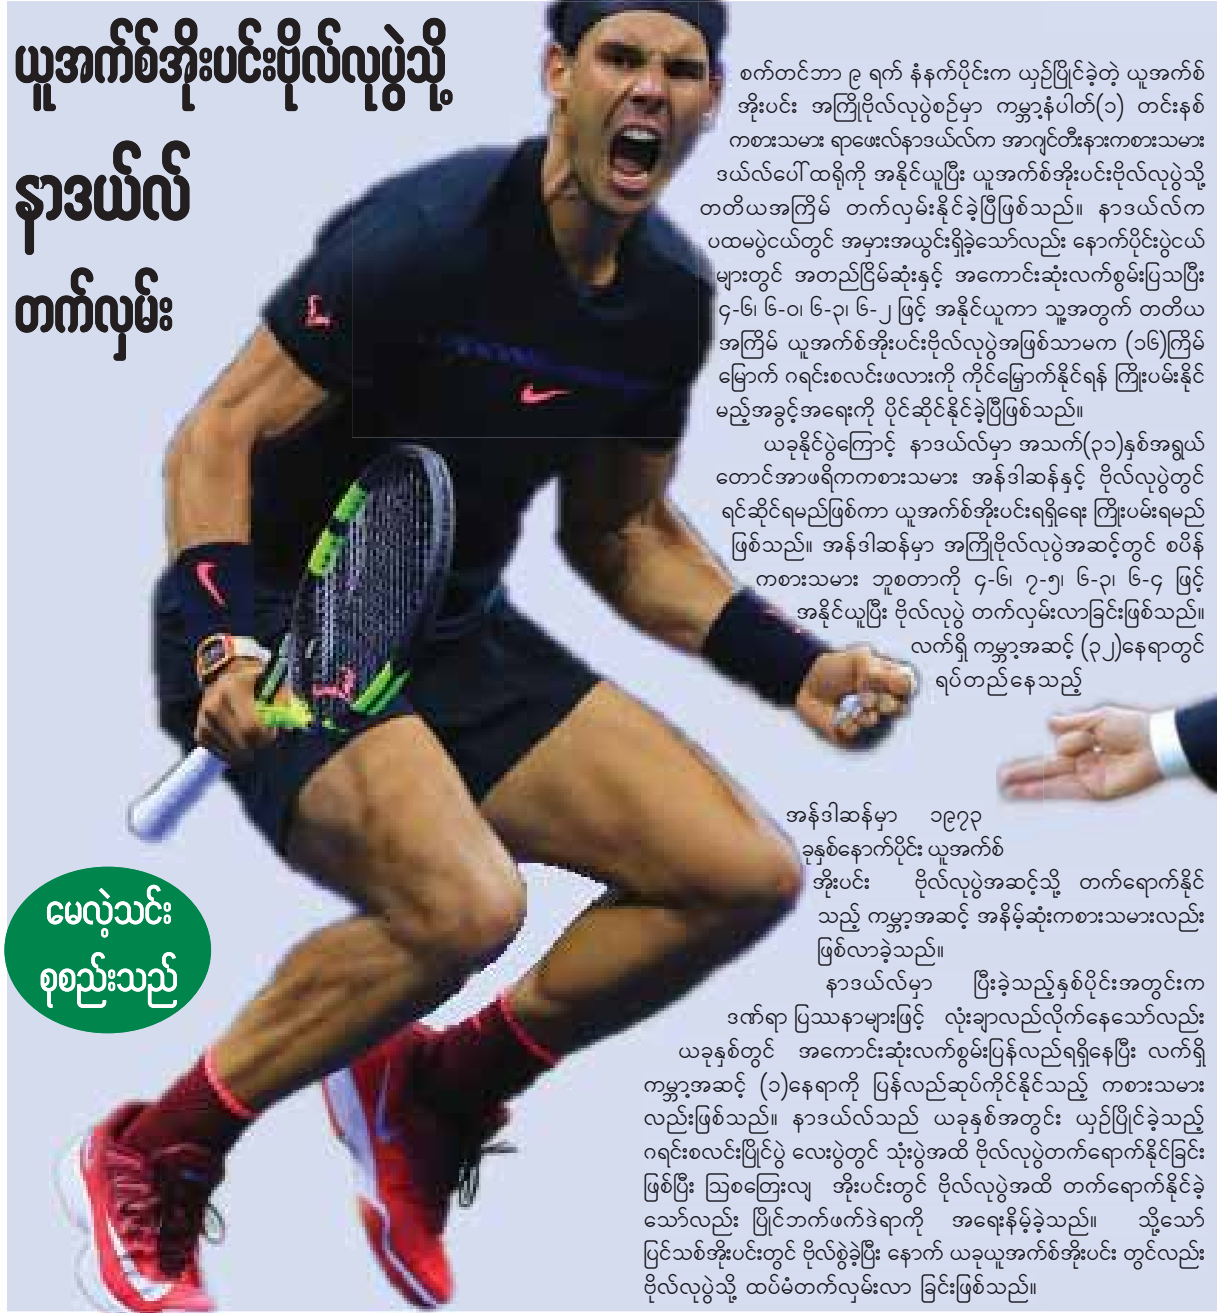 ယူအက်စ်အိုးပင်းဗိုလ်လုပွဲသို့
နာဒယ်လ်
တက်လှမ်း
စက်တင်ဘာ ၉ ရက် နံနက်ပိုင်းက ယှဉ်ပြိုင်ခဲ့တဲ့ ယူအက်စ်
အိုးပင်း အကြိုဗိုလ်လုပွဲစဉ်မှာ ကမ္ဘာ့နံပါတ်(၁) တင်းနစ်
ကစားသမား ရာဖေးလ်နာဒယ်လ်က အာဂျင်တီးနားကစားသမား
ဒယ်လ်ပေါ်ထရိုကို အနိုင်ယူပြီး ယူအက်စ်အိုးပင်းဗိုလ်လုပွဲသို့
တတိယအကြိမ် တက်လှမ်းနိုင်ခဲ့ပြီဖြစ်သည်။ နာဒယ်လ်က
ပထမပွဲငယ်တွင် အမှားအယွင်းရှိခဲ့သော်လည်း နောက်ပိုင်းပွဲငယ်
များတွင် အတည်ငြိမ်ဆုံးနှင့် အကောင်းဆုံးလက်စွမ်းပြသပြီး
၄-၆၊ ၆-၀၊ ၆-၃၊ ၆-၂ ဖြင့် အနိုင်ယူကာ သူ့အတွက် တတိယ
အကြိမ် ယူအက်စ်အိုးပင်းဗိုလ်လုပွဲအဖြစ်သာမက (၁၆)ကြိမ်
မြောက် ဂရင်းစလင်းဖလားကို ကိုင်မြှောက်နိုင်ရန် ကြိုးပမ်းနိုင်
မည့်အခွင့်အရေးကို ပိုင်ဆိုင်နိုင်ခဲ့ပြီဖြစ်သည်။
ယခုနိုင်ပွဲကြောင့် နာဒယ်လ်မှာ အသက်(၃၁)နှစ်အရွယ်
တောင်အာဖရိကကစားသမား အန်ဒါဆန်နှင့် ဗိုလ်လုပွဲတွင်
ရင်ဆိုင်ရမည်ဖြစ်ကာ ယူအက်စ်အိုးပင်းရရှိရေး ကြိုးပမ်းရမည်
ဖြစ်သည်။ အန်ဒါဆန်မှာ အကြိုဗိုလ်လုပွဲအဆင့်တွင် စပိန်
ကစားသမား ဘူစတာကို ၄-၆၊ ၇-၅၊ ၆-၃၊ ၆-၄ ဖြင့်
အနိုင်ယူပြီး ဗိုလ်လုပွဲ တက်လှမ်းလာခြင်းဖြစ်သည်။
လက်ရှိ ကမ္ဘာ့အဆင့် (၃၂)နေရာတွင်
ရပ်တည်နေသည့်
အန်ဒါဆန်မှာ ၁၉၇၃
ခုနှစ်နောက်ပိုင်း ယူအက်စ်
အိုးပင်း ဗိုလ်လုပွဲအဆင့်သို့ တက်ရောက်နိုင်
သည့် ကမ္ဘာ့အဆင့် အနိမ့်ဆုံးကစားသမားလည်း
ဖြစ်လာခဲ့သည်။
နာဒယ်လ်မှာ ပြီးခဲ့သည့်နှစ်ပိုင်းအတွင်းက
ဒဏ်ရာ ပြဿနာများဖြင့် လုံးချာလည်လိုက်နေသော်လည်း
ယခုနှစ်တွင် အကောင်းဆုံးလက်စွမ်းပြန်လည်ရရှိနေပြီး လက်ရှိ
ကမ္ဘာ့အဆင့် (၁)နေရာကို ပြန်လည်ဆုပ်ကိုင်နိုင်သည့် ကစားသမား
လည်းဖြစ်သည်။ နာဒယ်လ်သည် ယခုနှစ်အတွင်း ယှဉ်ပြိုင်ခဲ့သည့်
ဂရင်းစလင်းပြိုင်ပွဲ လေးပွဲတွင် သုံးပွဲအထိ ဗိုလ်လုပွဲတက်ရောက်နိုင်ခြင်း
ဖြစ်ပြီး ဩစတြေးလျ အိုးပင်းတွင် ဗိုလ်လုပွဲအထိ တက်ရောက်နိုင်ခဲ့
သော်လည်း ပြိုင်ဘက်ဖက်ဒဲရာကို အရေးနိမ့်ခဲ့သည်။ သို့သော်
ပြင်သစ်အိုးပင်းတွင် ဗိုလ်စွဲခဲ့ပြီး နောက် ယခုယူအက်စ်အိုးပင်း တွင်လည်း
ဗိုလ်လုပွဲသို့ ထပ်မံတက်လှမ်းလာ ခြင်းဖြစ်သည်။
မေလဲ့သင်း
စုစည်းသည်